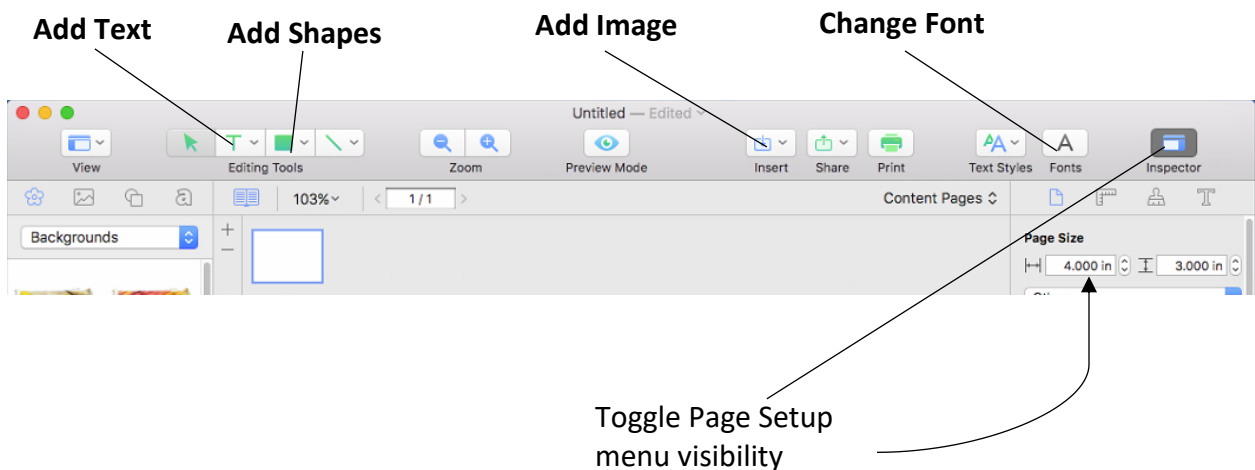 Add Text Add Shapes Add Image Change Font
Untitled — Edited
View Editing Tools Zoom Preview Mode Insert Share Print Text Styles Fonts Inspector
103% 1 / 1 Content Pages
Backgrounds
Page Size
4.000 in 3.000 in
Toggle Page Setup
menu visibility